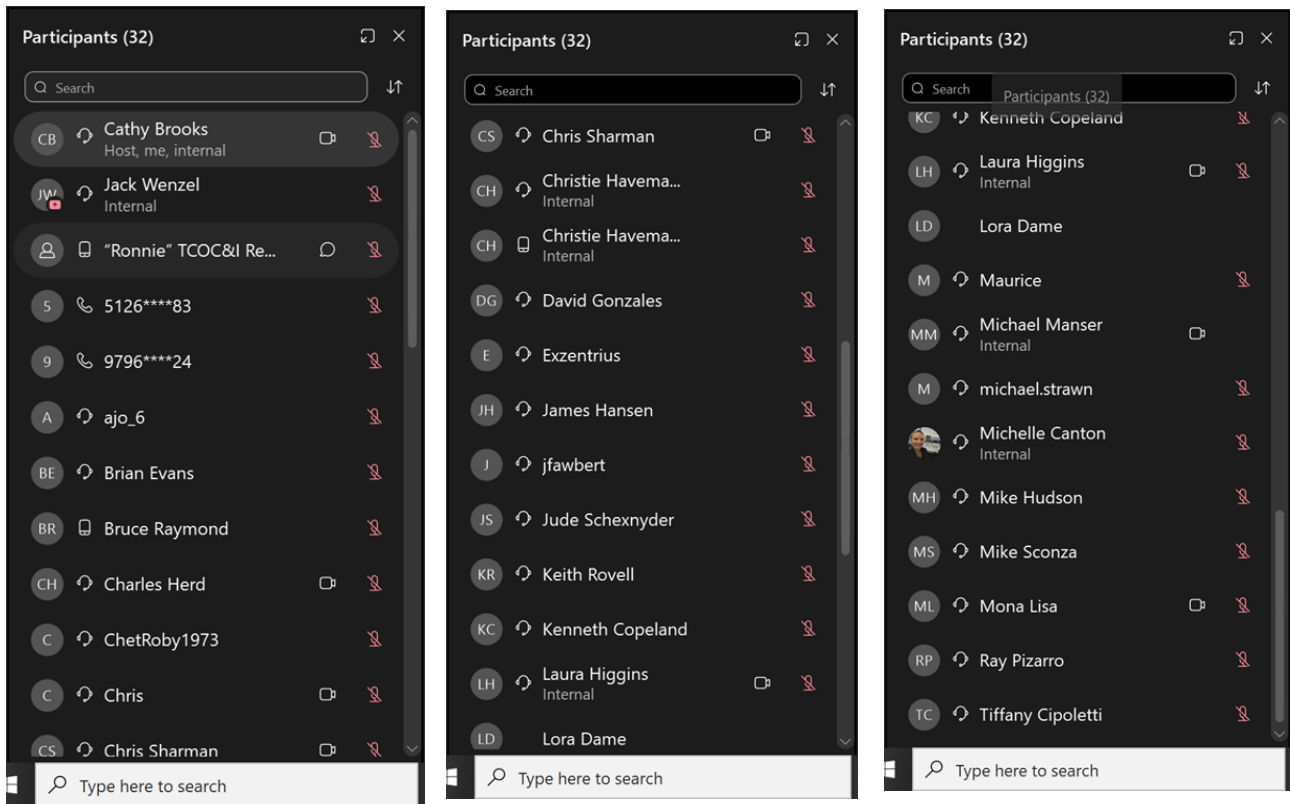 Participants (32)
Search
CB Cathy Brooks
Host, me, internal
JW Jack Wenzel
Internal
“Ronnie” TCOC&I Re...
5 5126****83
9 9796****24
A ajo_6
BE Brian Evans
BR Bruce Raymond
CH Charles Herd
C ChetRoby1973
C Chris
CS Chris Sharman
Type here to search
Participants (32)
Search
CS Chris Sharman
CH Christie Havema...
Internal
CH Christie Havema...
Internal
DG David Gonzales
E Exzentrius
JH James Hansen
J jfawbert
JS Jude Schexnyder
KR Keith Rovell
KC Kenneth Copeland
LH Laura Higgins
Internal
LD Lora Dame
Type here to search
Participants (32)
Search
Participants (32)
KC Kenneth Copeland
LH Laura Higgins
Internal
LD Lora Dame
M Maurice
MM Michael Manser
Internal
M michael.strawn
Michelle Canton
Internal
MH Mike Hudson
MS Mike Sconza
ML Mona Lisa
RP Ray Pizarro
TC Tiffany Cipoletti
Type here to search